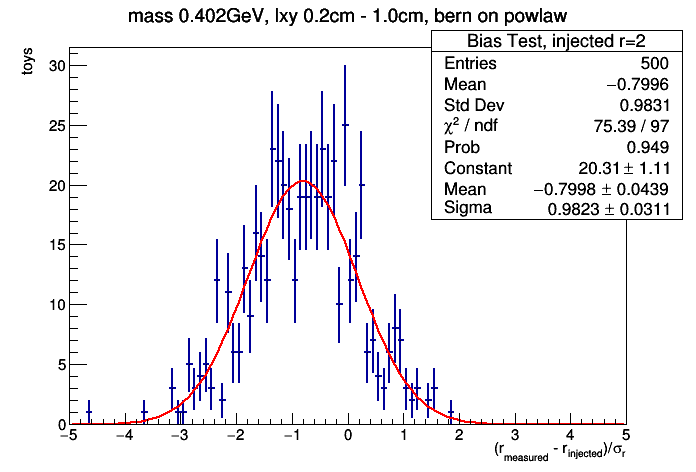 mass 0.402GeV, lxy 0.2cm - 1.0cm, bern on powlaw
Bias Test, injected r=2
Entries 500
Mean −0.7996
Std Dev 0.9831
χ² / ndf 75.39 / 97
Prob 0.949
Constant 20.31 ± 1.11
Mean −0.7998 ± 0.0439
Sigma 0.9823 ± 0.0311
toys
30
25
20
15
10
5
0
−5 −4 −3 −2 −1 0 1 2 3 4 5
(r_measured - r_injected)/σ_r